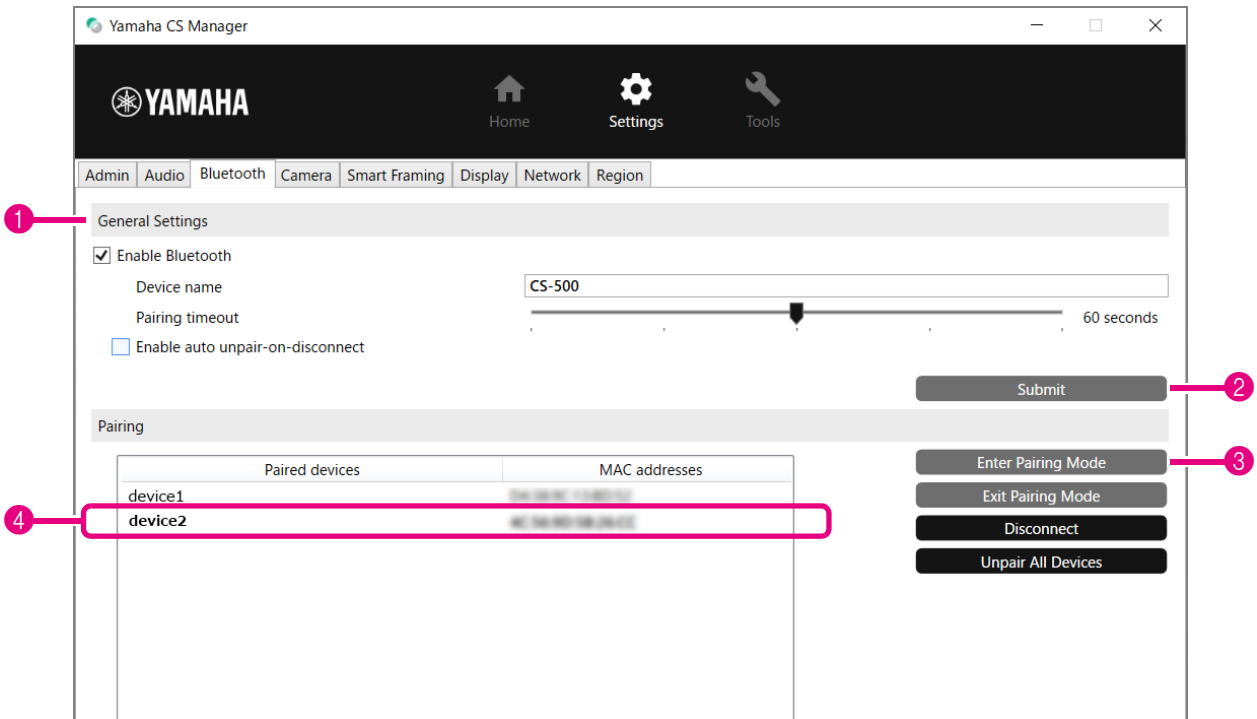 Yamaha CS Manager
YAMAHA
Home Settings Tools
Admin Audio Bluetooth Camera Smart Framing Display Network Region
1 General Settings
Enable Bluetooth
Device name CS-500
Pairing timeout 60 seconds
Enable auto unpair-on-disconnect
Submit 2
Pairing
Paired devices MAC addresses
Enter Pairing Mode 3
device1
Exit Pairing Mode
4 device2
Disconnect
Unpair All Devices